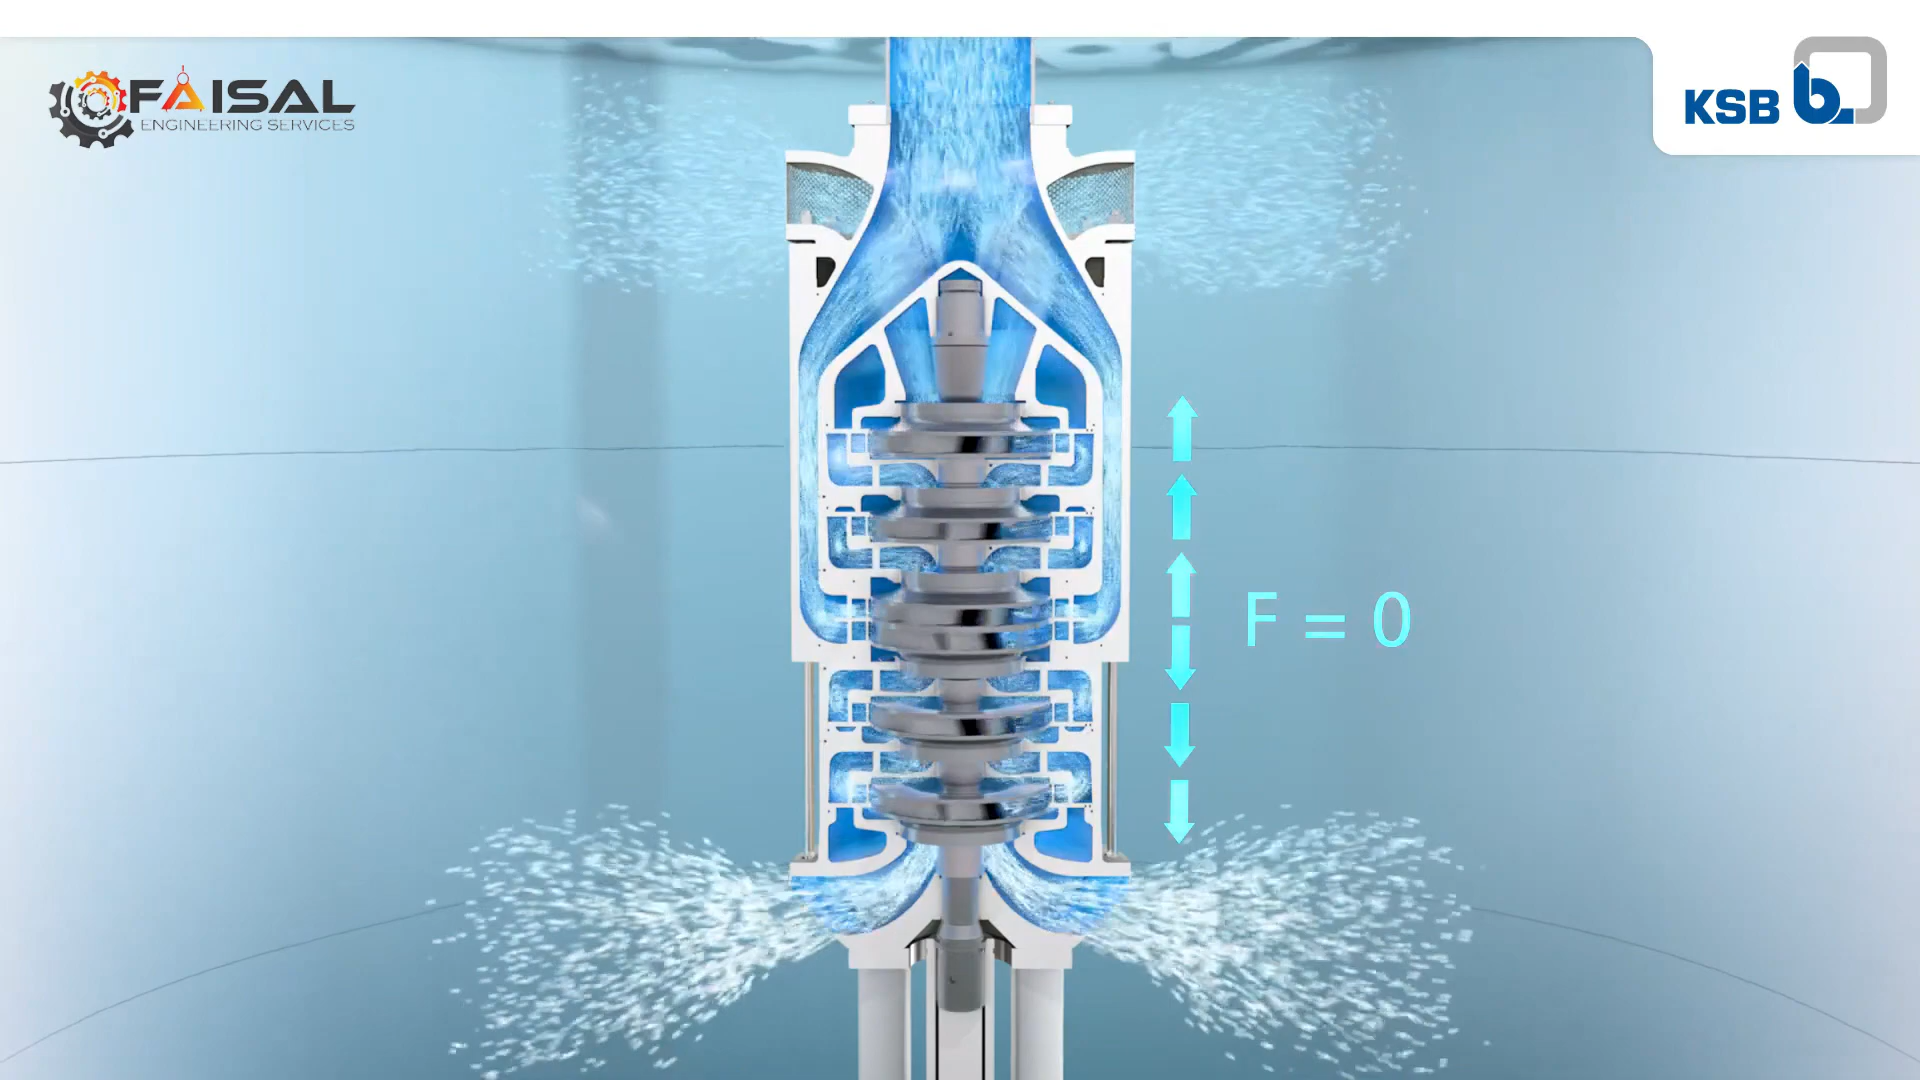 FAISAL
ENGINEERING SERVICES
KSB
F = 0